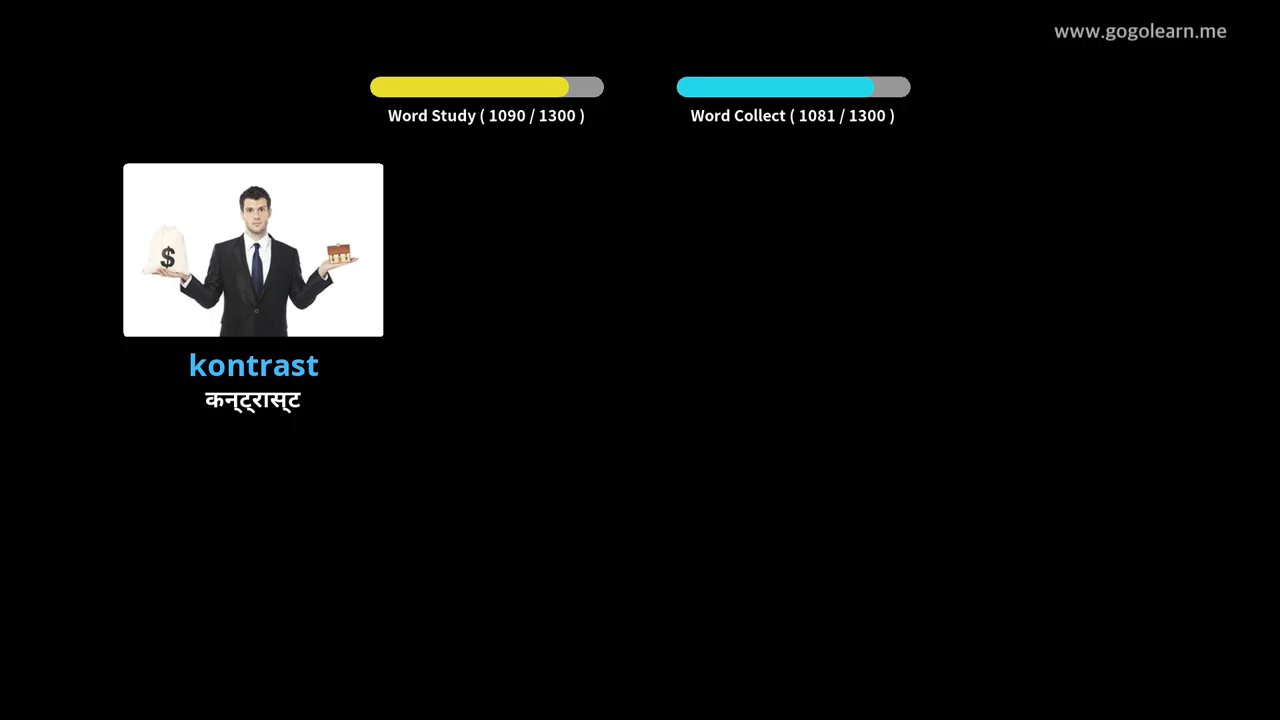 www.gogolearn.me
Word Study ( 1090 / 1300 )
Word Collect ( 1081 / 1300 )
$
kontrast
कन्ट्रास्ट